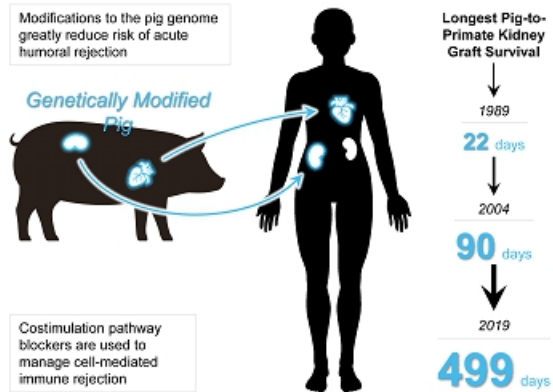 Modifications to the pig genome
greatly reduce risk of acute
humoral rejection
Genetically Modified
Pig
Costimulation pathway
blockers are used to
manage cell-mediated
immune rejection
Longest Pig-to-
Primate Kidney
Graft Survival
1989
22 days
2004
90 days
2019
499 days